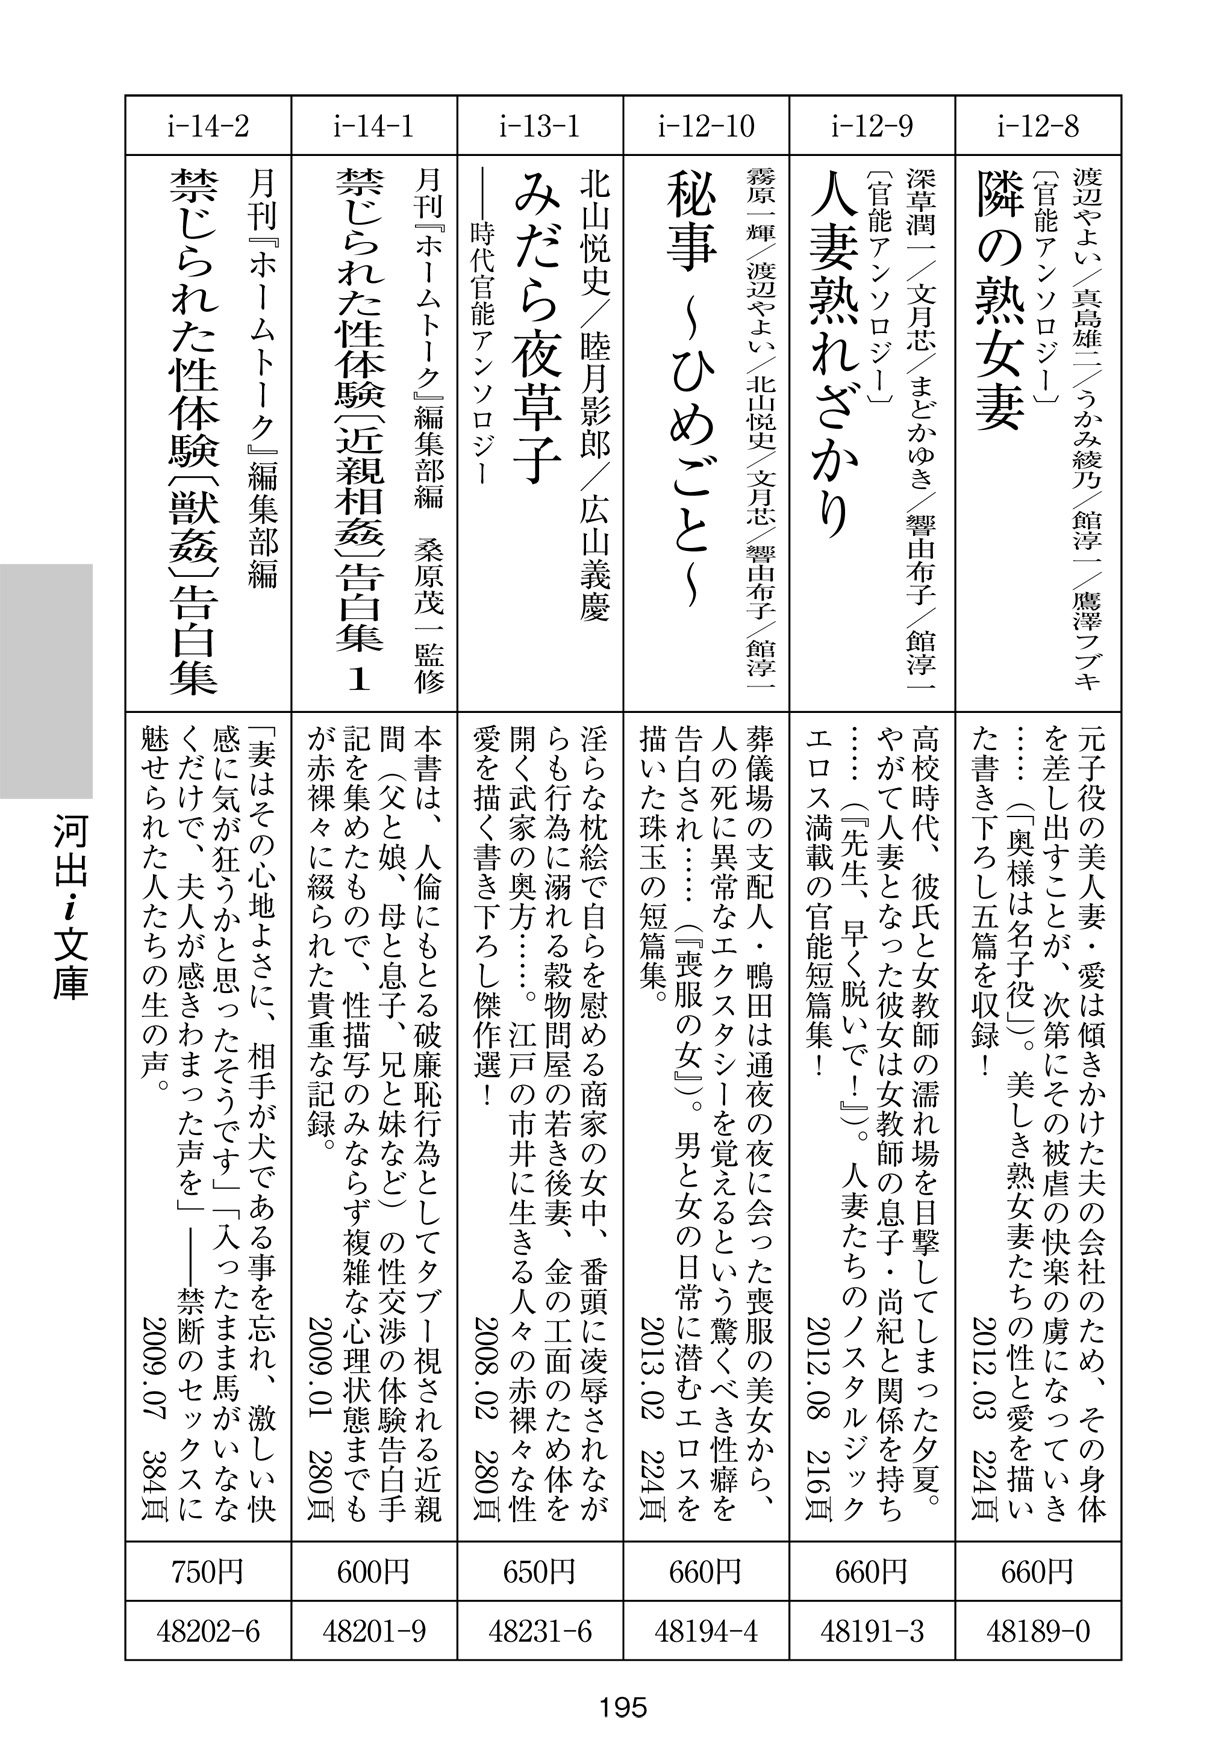 i-12-8
渡辺やよい／真島雄二／うかみ綾乃／館淳一／鷹澤フブキ
〔官能アンソロジー〕
隣の熟女妻
元子役の美人妻・愛は傾きかけた夫の会社のため、その身体
を差し出すことが、次第にその被虐の快楽の虜になっていき
……（「奥様は名子役」）。美しき熟女妻たちの性と愛を描い
た書き下ろし五篇を収録！
2012.03 224頁
660円
48189-0
i-12-9
深草潤一／文月芯／まどかゆき／響由布子／館淳一
〔官能アンソロジー〕
人妻熟れざかり
高校時代、彼氏と女教師の濡れ場を目撃してしまった夕夏。
やがて人妻となった彼女は女教師の息子・尚紀と関係を持ち
……（『先生、早く脱いで！』）。人妻たちのノスタルジック
エロス満載の官能短篇集！
2012.08 216頁
660円
48191-3
i-12-10
霧原一輝／渡辺やよい／北山悦史／文月芯／響由布子／館淳一
秘事 〜ひめごと〜
葬儀場の支配人・鴨田は通夜の夜に会った喪服の美女から、
人の死に異常なエクスタシーを覚えるという驚くべき性癖を
告白され……（『喪服の女』）。男と女の日常に潜むエロスを
描いた珠玉の短篇集。
2013.02 224頁
660円
48194-4
i-13-1
北山悦史／睦月影郎／広山義慶
みだら夜草子
――時代官能アンソロジー
淫らな枕絵で自らを慰める商家の女中、番頭に凌辱されなが
らも行為に溺れる穀物問屋の若き後妻、金の工面のため体を
開く武家の奥方……。江戸の市井に生きる人々の赤裸々な性
愛を描く書き下ろし傑作選！
2008.02 280頁
650円
48231-6
i-14-1
月刊『ホームトーク』編集部編 桑原茂一監修
禁じられた性体験〔近親相姦〕告白集 1
本書は、人倫にもとる破廉恥行為としてタブー視される近親
間（父と娘、母と息子、兄と妹など）の性交渉の体験告白手
記を集めたもので、性描写のみならず複雑な心理状態までも
が赤裸々に綴られた貴重な記録。
2009.01 280頁
600円
48201-9
i-14-2
月刊『ホームトーク』編集部編
禁じられた性体験〔獣姦〕告白集
「妻はその心地よさに、相手が犬である事を忘れ、激しい快
感に気が狂うかと思ったそうです」「入ったまま馬がいなな
くだけで、夫人が感きわまった声を」――禁断のセックスに
魅せられた人たちの生の声。
2009.07 384頁
750円
48202-6
河出i文庫
195